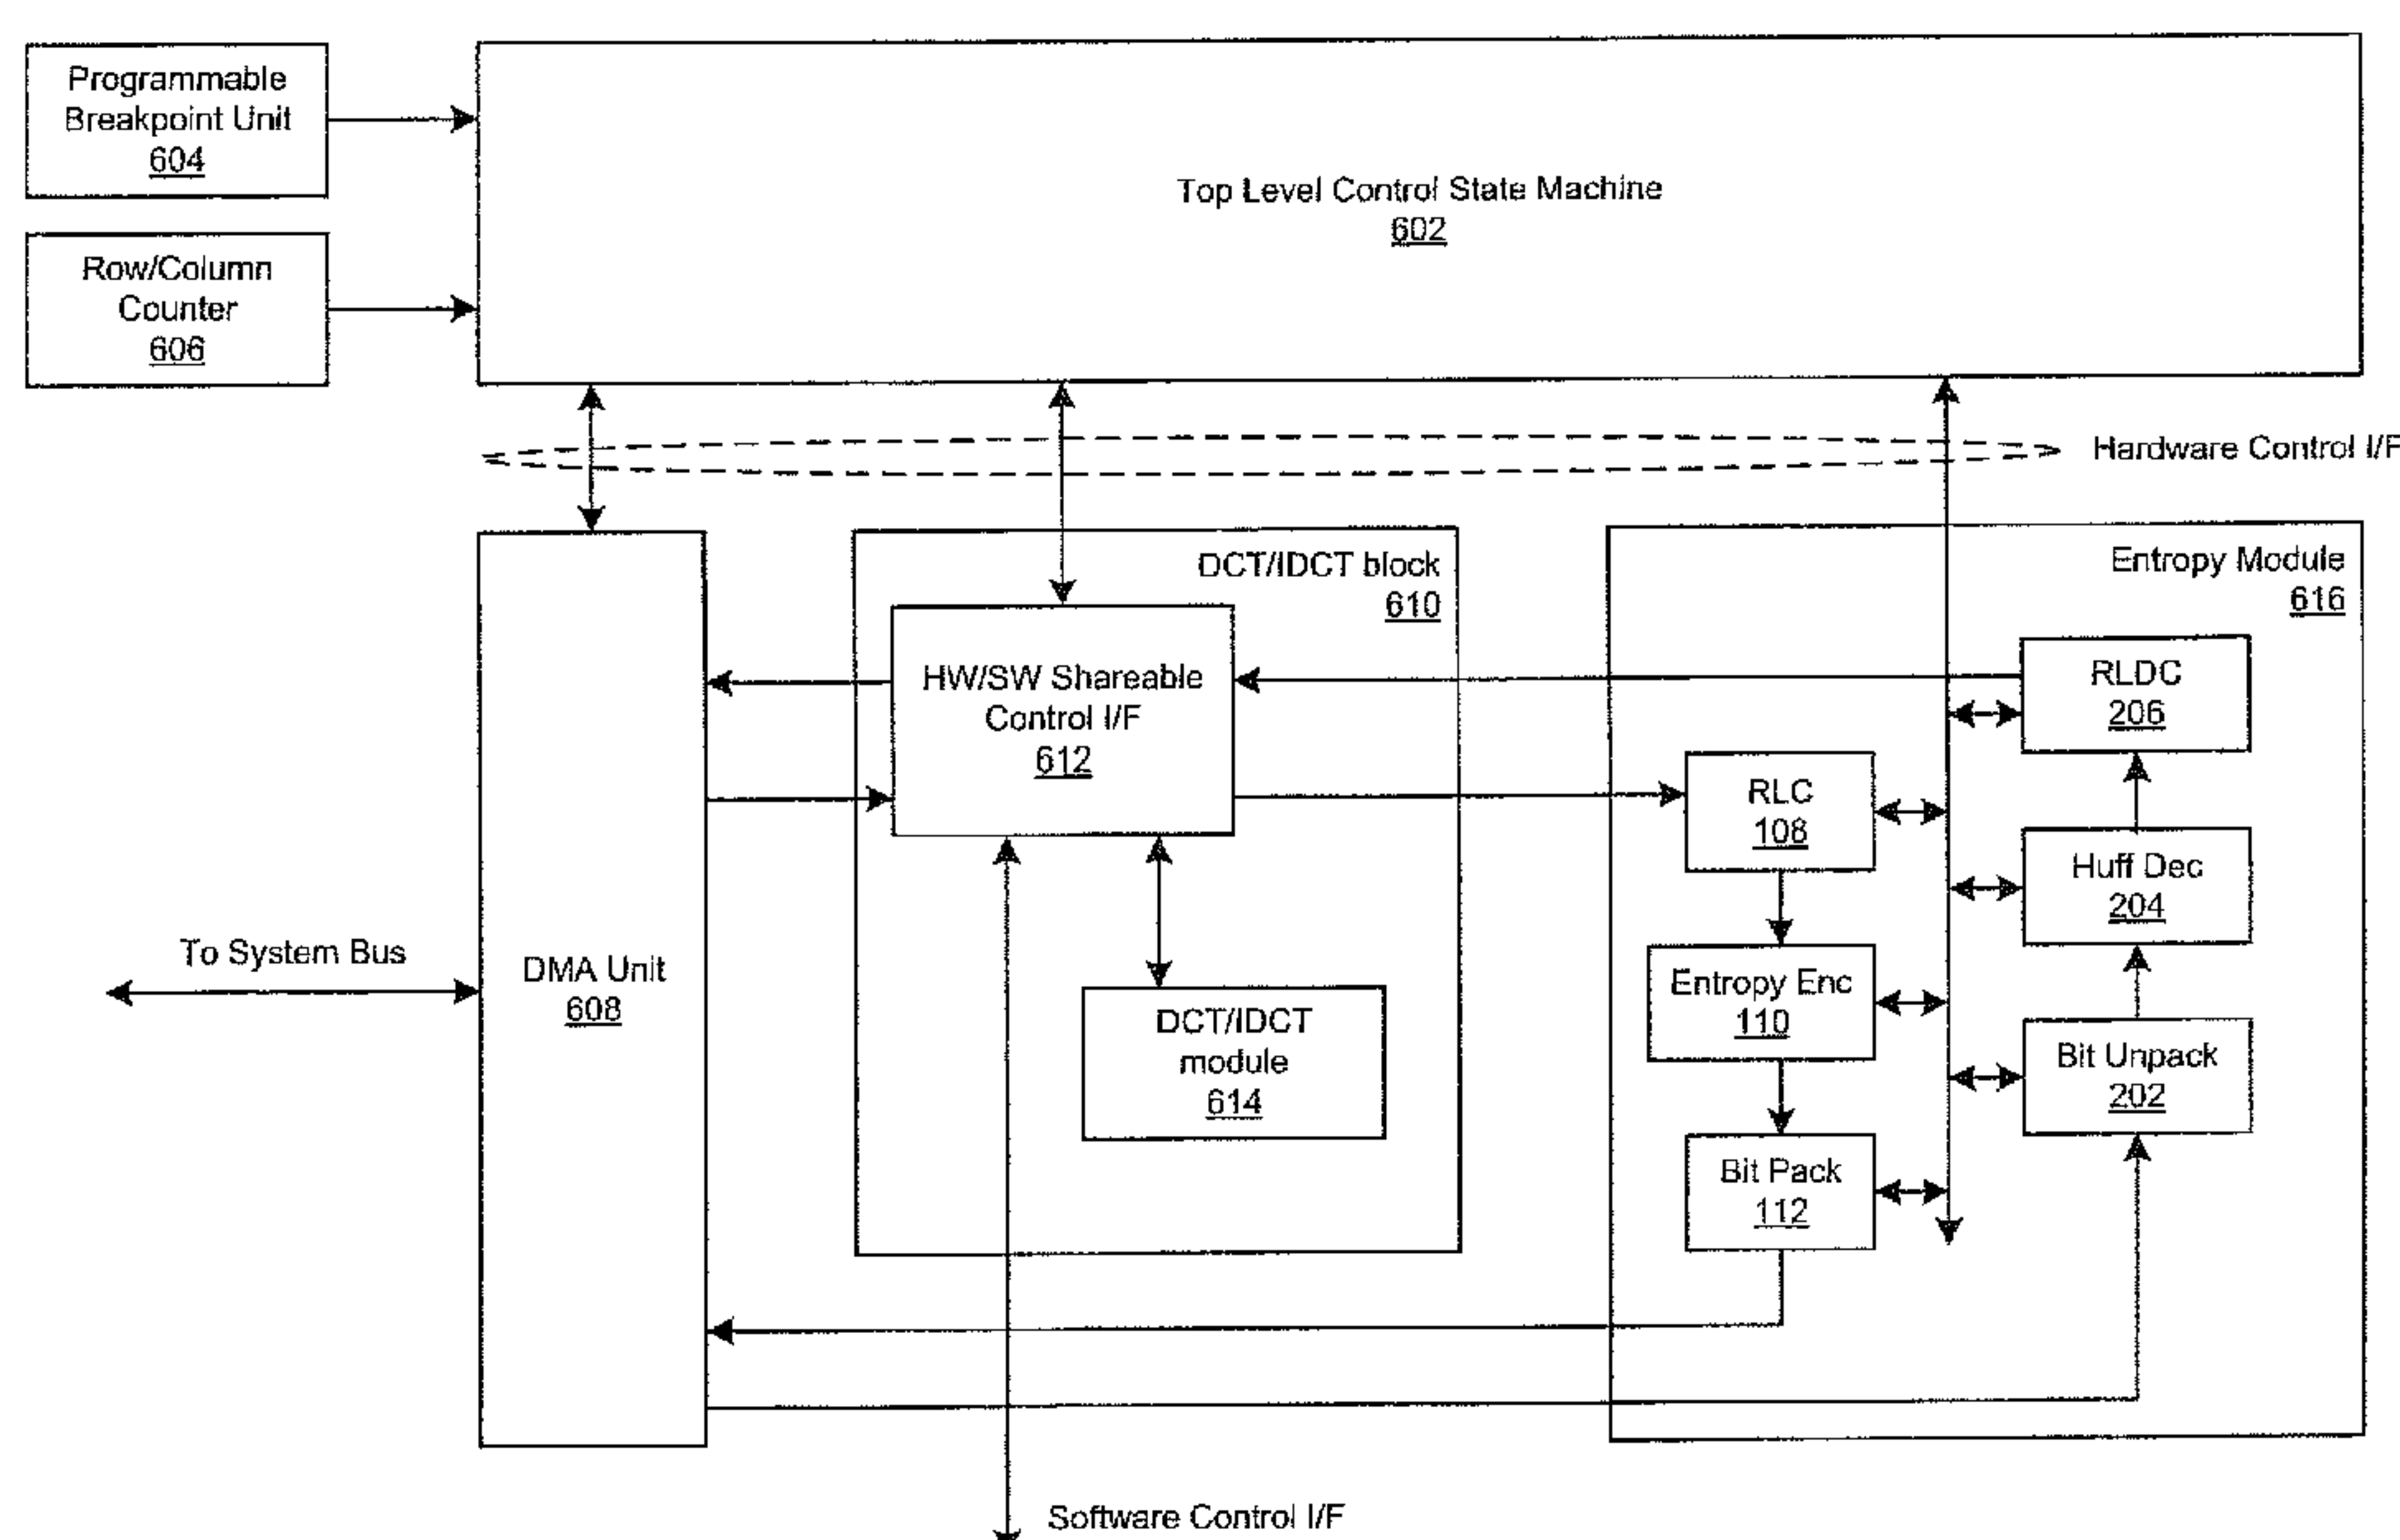 Programmable
Breakpoint Unit
604
Top Level Control State Machine
602
Row/Column
Counter
606
Hardware Control I/F
DCT/IDCT block
610
Entropy Module
616
HW/SW Shareable
Control I/F
612
RLDC
206
RLC
108
Huff Dec
204
To System Bus
DMA Unit
608
Entropy Enc
110
DCT/IDCT
module
614
Bit Unpack
202
Bit Pack
112
Software Control I/F